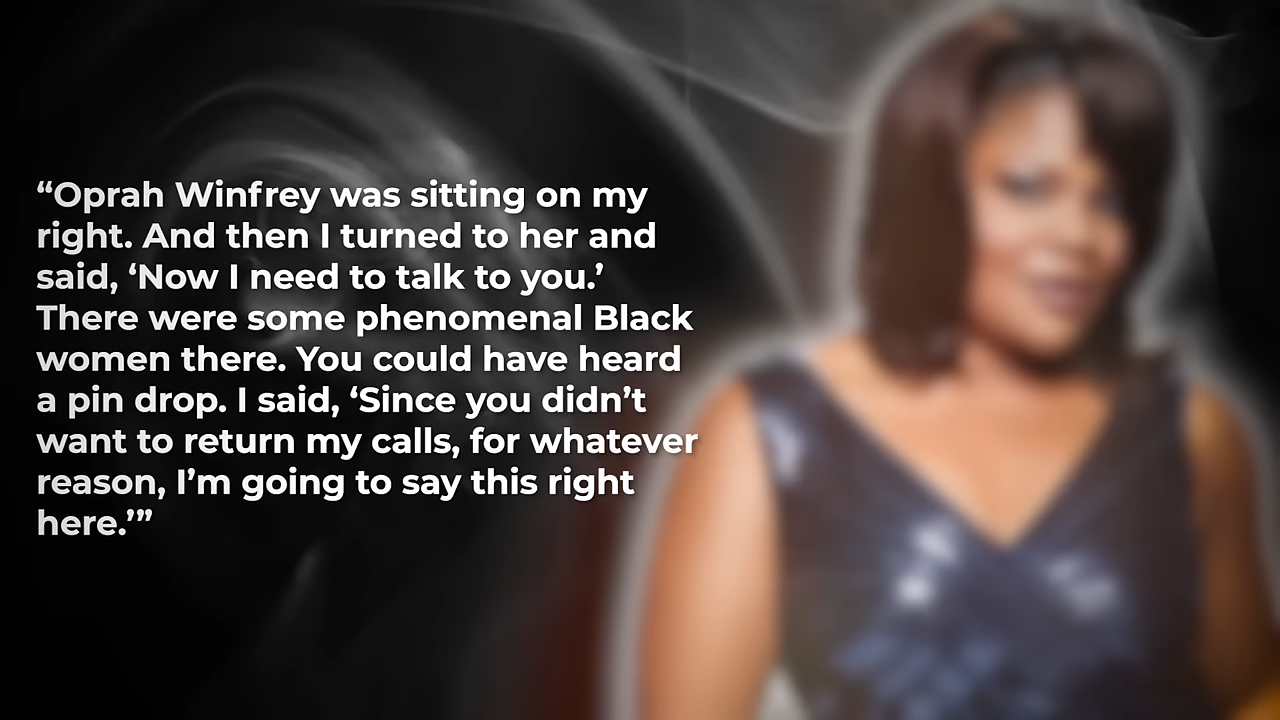 “Oprah Winfrey was sitting on my
right. And then I turned to her and
said, ‘Now I need to talk to you.’
There were some phenomenal Black
women there. You could have heard
a pin drop. I said, ‘Since you didn’t
want to return my calls, for whatever
reason, I’m going to say this right
here.’”